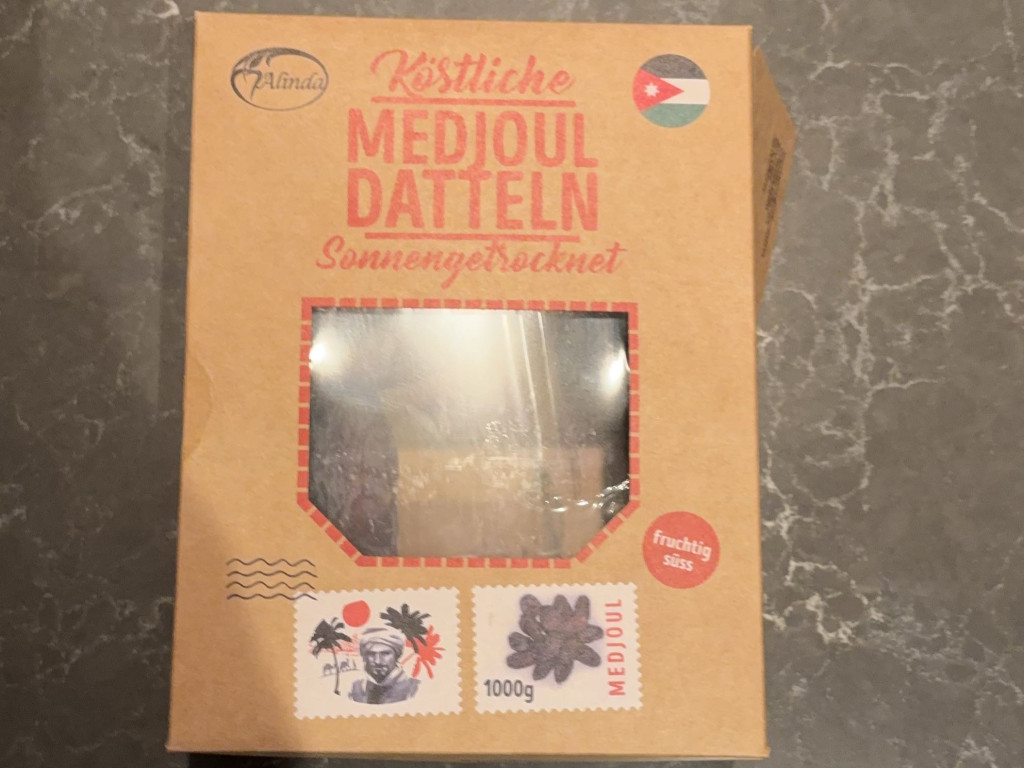 Alinda
Köstliche
MEDJOUL
DATTELN
Sonnengetrocknet
fruchtig
süss
1000g
MEDJOUL